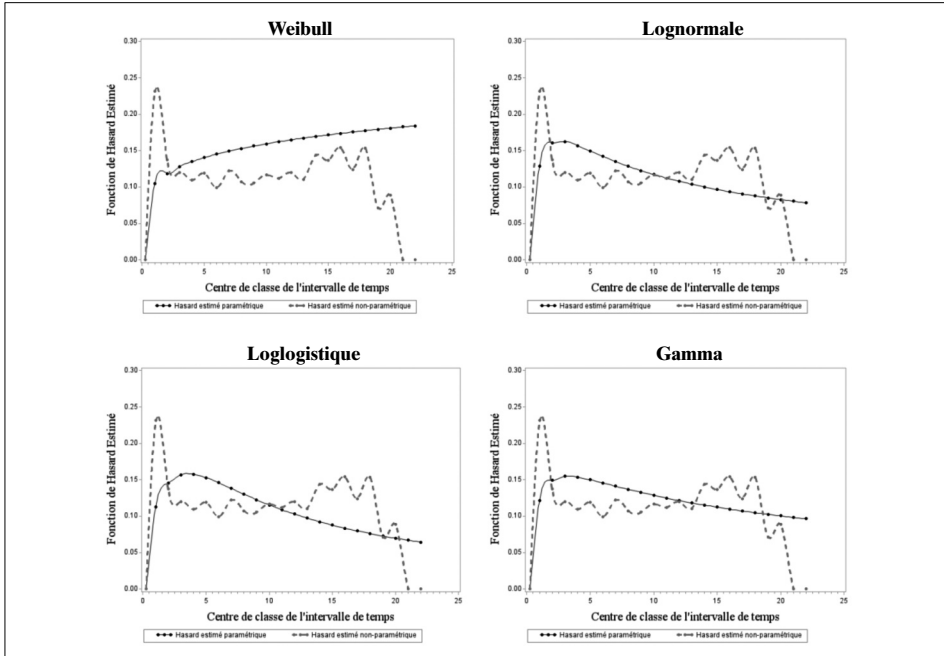 Weibull
Lognormale
Fonction de Hasard Estimé
0.30
0.25
0.20
0.15
0.10
0.05
0.00
0 5 10 15 20 25
Centre de classe de l'intervalle de temps
Hasard estimé paramétrique Hasard estimé non-paramétrique
Fonction de Hasard Estimé
0.30
0.25
0.20
0.15
0.10
0.05
0.00
0 5 10 15 20 25
Centre de classe de l'intervalle de temps
Hasard estimé paramétrique Hasard estimé non-paramétrique
Loglogistique
Gamma
Fonction de Hasard Estimé
0.30
0.25
0.20
0.15
0.10
0.05
0.00
0 5 10 15 20 25
Centre de classe de l'intervalle de temps
Hasard estimé paramétrique Hasard estimé non-paramétrique
Fonction de Hasard Estimé
0.30
0.25
0.20
0.15
0.10
0.05
0.00
0 5 10 15 20 25
Centre de classe de l'intervalle de temps
Hasard estimé paramétrique Hasard estimé non-paramétrique